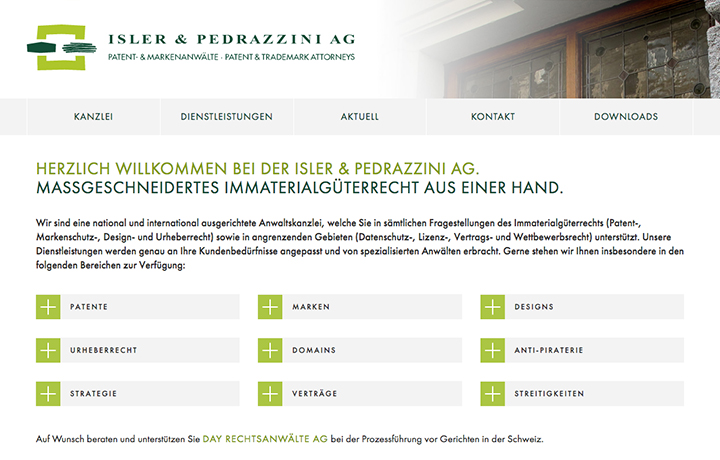 ISLER & PEDRAZZINI AG
PATENT- & MARKENANWÄLTE · PATENT & TRADEMARK ATTORNEYS
KANZLEI
DIENSTLEISTUNGEN
AKTUELL
KONTAKT
DOWNLOADS
HERZLICH WILLKOMMEN BEI DER ISLER & PEDRAZZINI AG.
MASSGESCHNEIDERTES IMMATERIALGÜTERRECHT AUS EINER HAND.
Wir sind eine national und international ausgerichtete Anwaltskanzlei, welche Sie in sämtlichen Fragestellungen des Immaterialgüterrechts (Patent-,
Markenschutz-, Design- und Urheberrecht) sowie in angrenzenden Gebieten (Datenschutz-, Lizenz-, Vertrags- und Wettbewerbsrecht) unterstützt. Unsere
Dienstleistungen werden genau an Ihre Kundenbedürfnisse angepasst und von spezialisierten Anwälten erbracht. Gerne stehen wir Ihnen insbesondere in den
folgenden Bereichen zur Verfügung:
PATENTE
MARKEN
DESIGNS
URHEBERRECHT
DOMAINS
ANTI-PIRATERIE
STRATEGIE
VERTRÄGE
STREITIGKEITEN
Auf Wunsch beraten und unterstützen Sie DAY RECHTSANWÄLTE AG bei der Prozessführung vor Gerichten in der Schweiz.